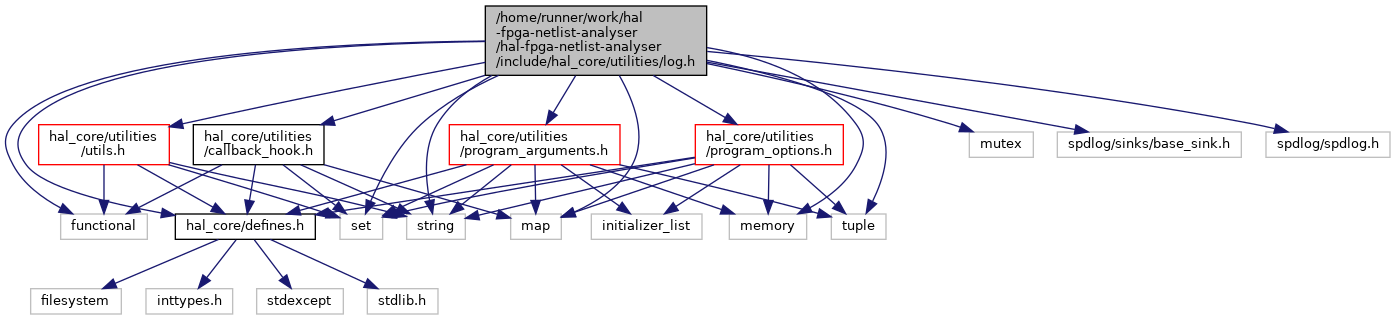 /home/runner/work/hal
-fpga-netlist-analyser
/hal-fpga-netlist-analyser
/include/hal_core/utilities/log.h
hal_core/utilities
/utils.h
hal_core/utilities
/callback_hook.h
hal_core/utilities
/program_arguments.h
hal_core/utilities
/program_options.h
mutex
spdlog/sinks/base_sink.h
spdlog/spdlog.h
functional
hal_core/defines.h
set
string
map
initializer_list
memory
tuple
filesystem
inttypes.h
stdexcept
stdlib.h